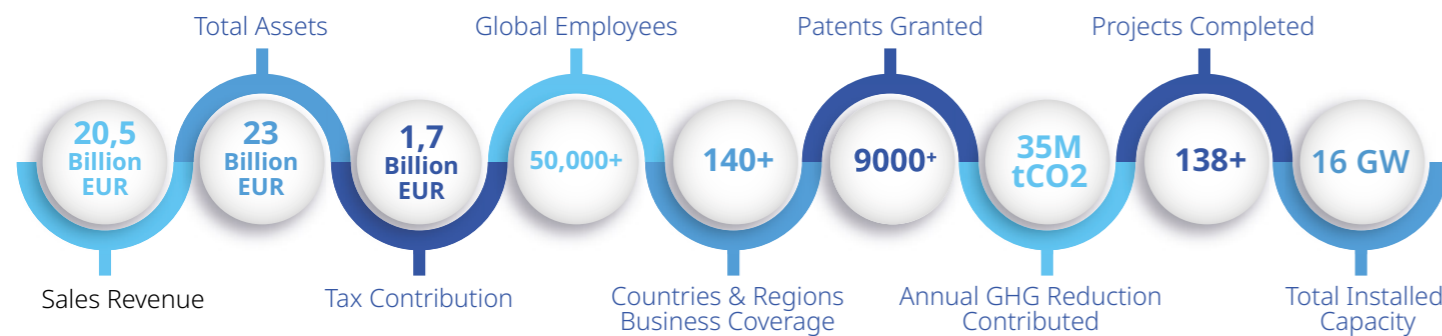 Total Assets
Global Employees
Patents Granted
Projects Completed
20,5
Billion
EUR
23
Billion
EUR
1,7
Billion
EUR
50,000+
140+
9000+
35M
tCO2
138+
16 GW
Sales Revenue
Tax Contribution
Countries & Regions
Business Coverage
Annual GHG Reduction
Contributed
Total Installed
Capacity